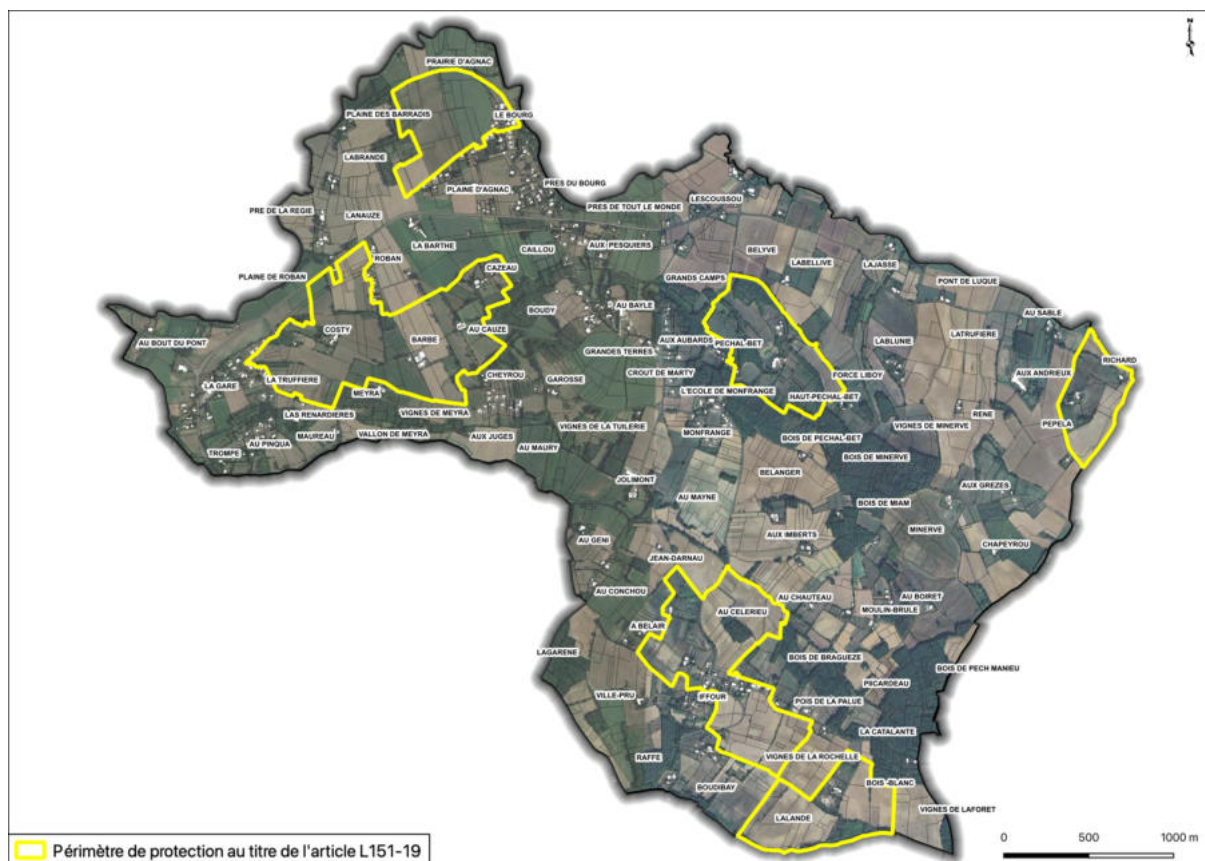 N
PRAIRIE D'AGNAC
PLAINE DES BARRADIS
LE BOURG
LABRANDE
PRES DU BOURG
PLAINE D'AGNAC
LESCOUSSOU
PRE DE LA REGIE
LANAUZE
PRES DE TOUT LE MONDE
LA BARTHE
CAILLOU
AUX PESQUIERS
BELYVE
ROBAN
LABELLIVE
LAJASSE
PLAINE DE ROBAN
CAZEAU
GRANDS CAMPS
PONT DE LUQUE
AU BAYLE
BOUDY
AU SABLE
COSTY
AU CAUZE
LATRUFIERE
AU BOUT DU PONT
BARBE
AUX AUBARDS
PECHAL-BET
LABLUNIE
GRANDES TERRES
RICHARD
CHEYROU
CROUT DE MARTY
FORCE LIBOY
AUX ANDRIEUX
LA GARE
LA TRUFFIERE
GAROSSE
MEYRA
L'ECOLE DE MONFRANGE
HAUT-PECHAL-BET
LAS RENARDIERES
VIGNES DE MEYRA
RENE
PEPELA
VIGNES DE LA TUILERIE
VIGNES DE MINERVE
MAUREAU
VALLON DE MEYRA
AUX JUGES
MONFRANGE
BOIS DE PECHAL-BET
AU PINQUA
TROMPE
AU MAURY
BOIS DE MINERVE
BELANGER
JOLIMONT
AUX GREZES
AU MAYNE
BOIS DE MIAM
MINERVE
AU GENI
AUX IMBERTS
CHAPEYROU
JEAN-DARNAU
AU CONCHOU
AU CHAUTEAU
AU BOIRET
AU CELERIEU
MOULIN-BRULE
A BELAIR
LAGARENE
BOIS DE BRAGUEZE
BOIS DE PECH MANIEU
PICARDEAU
VILLE-PRU
IFFOUR
POIS DE LA PALUE
LA CATALANTE
RAFFE
VIGNES DE LA ROCHELLE
BOUDIBAY
BOIS -BLANC
VIGNES DE LAFORET
LALANDE
Périmètre de protection au titre de l'article L151-19
0 500 1000 m